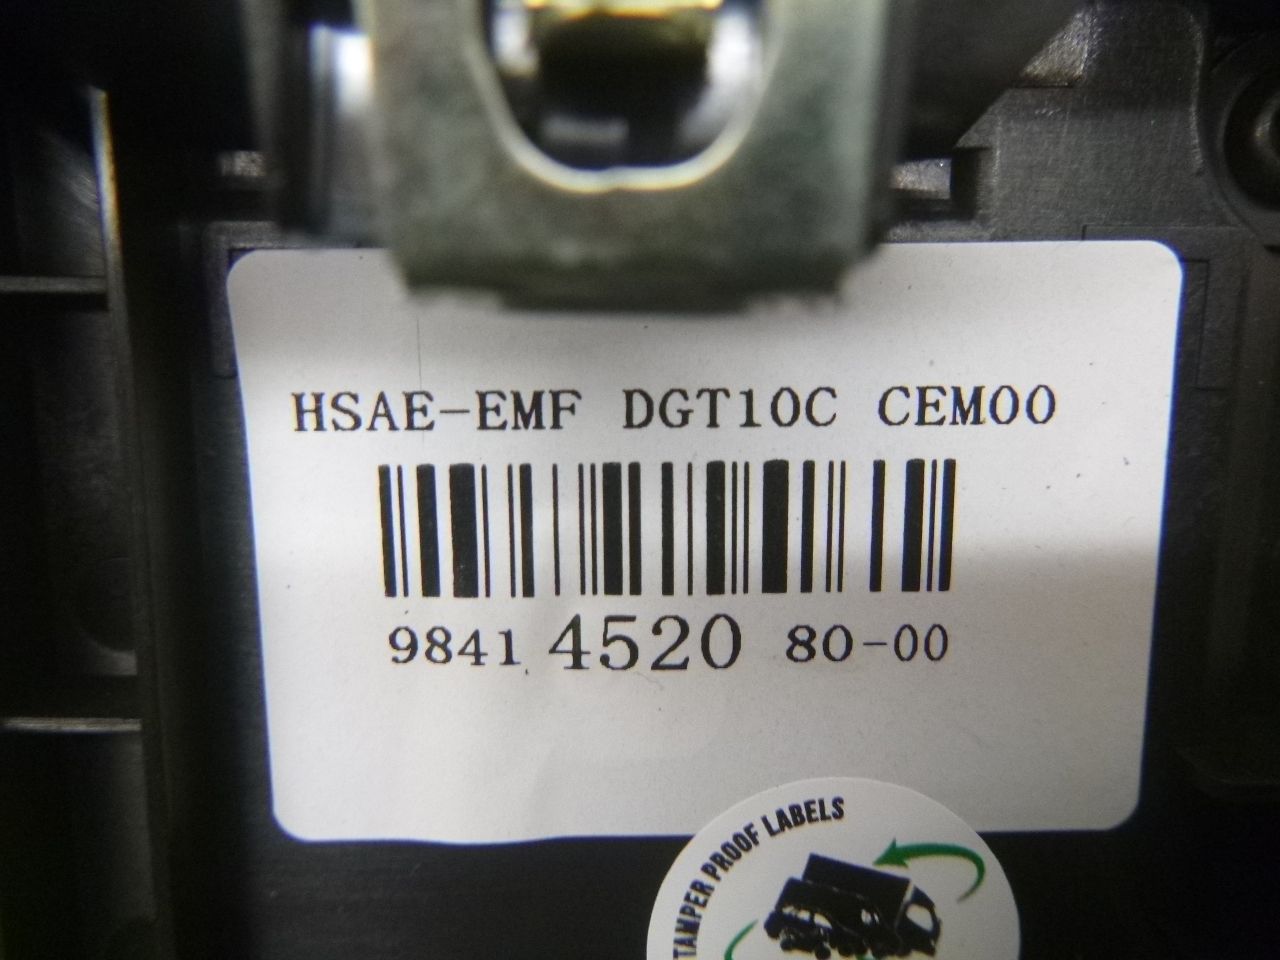 HSAE-EMF DGT10C CEM00
9841 4520 80-00
TAMPER PROOF LABELS